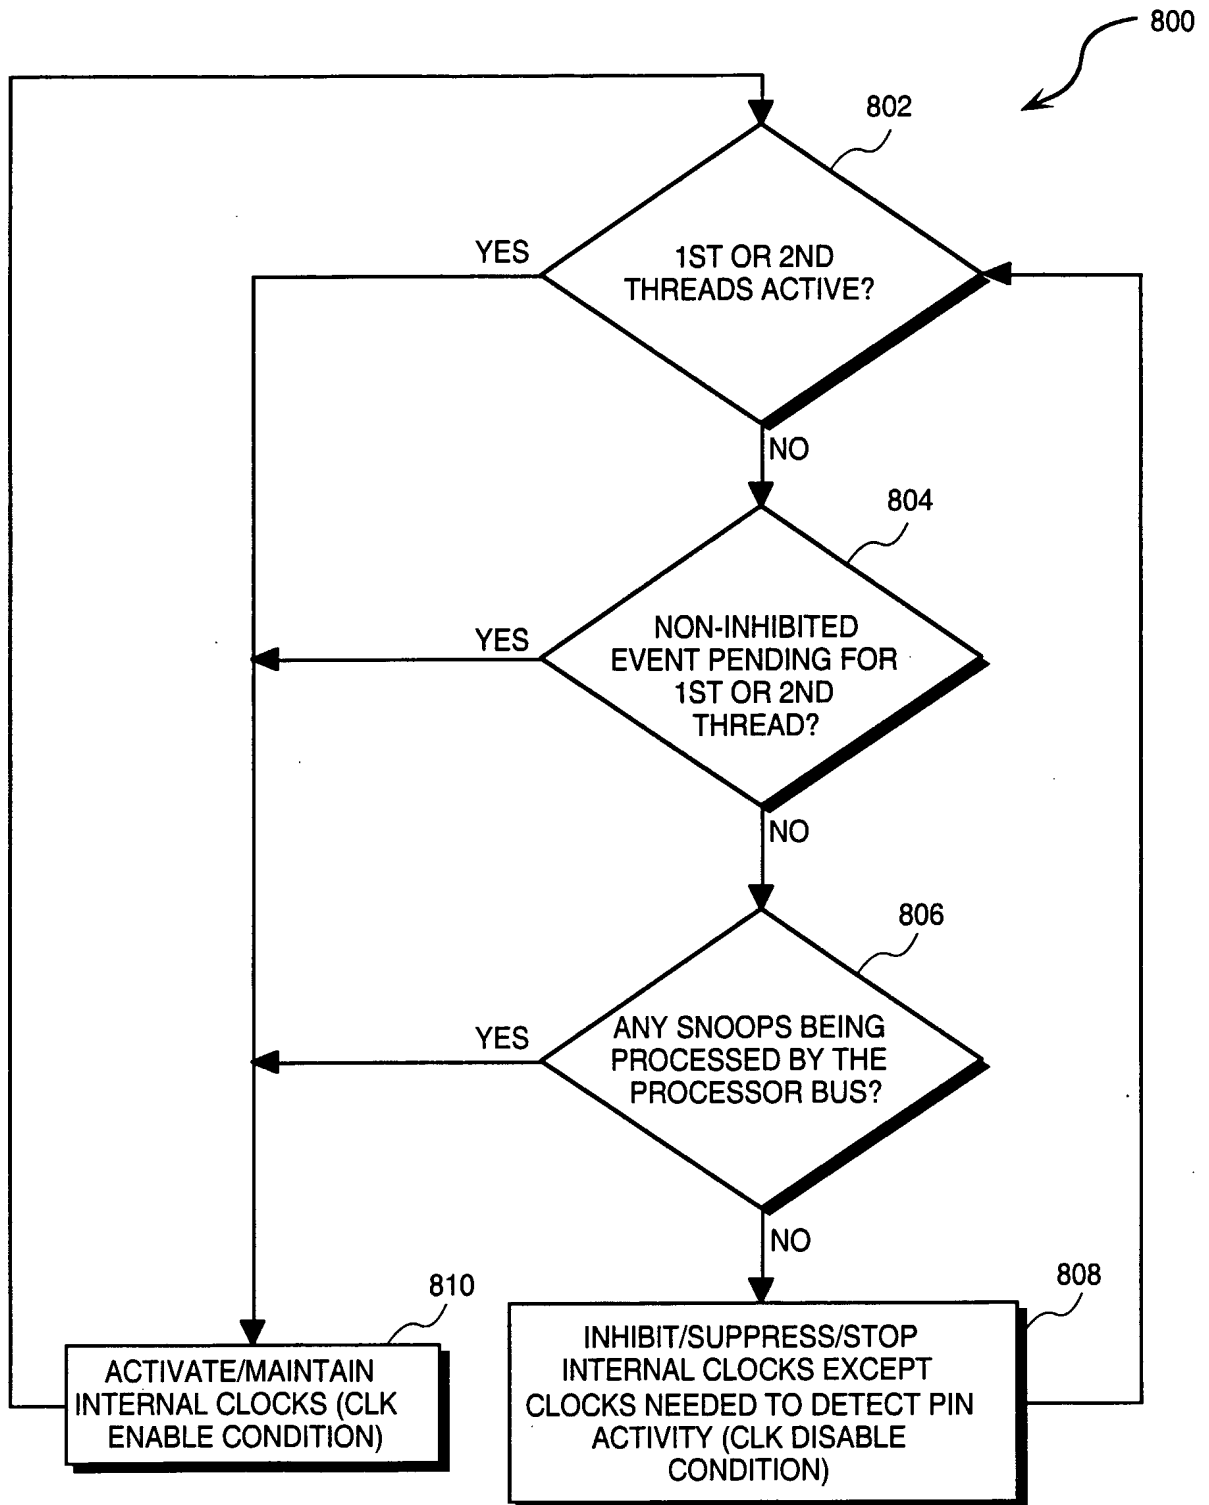 800
802
YES
1ST OR 2ND
THREADS ACTIVE?
NO
804
YES
NON-INHIBITED
EVENT PENDING FOR
1ST OR 2ND
THREAD?
NO
806
YES
ANY SNOOPS BEING
PROCESSED BY THE
PROCESSOR BUS?
NO
810
808
ACTIVATE/MAINTAIN
INTERNAL CLOCKS (CLK
ENABLE CONDITION)
INHIBIT/SUPPRESS/STOP
INTERNAL CLOCKS EXCEPT
CLOCKS NEEDED TO DETECT PIN
ACTIVITY (CLK DISABLE
CONDITION)